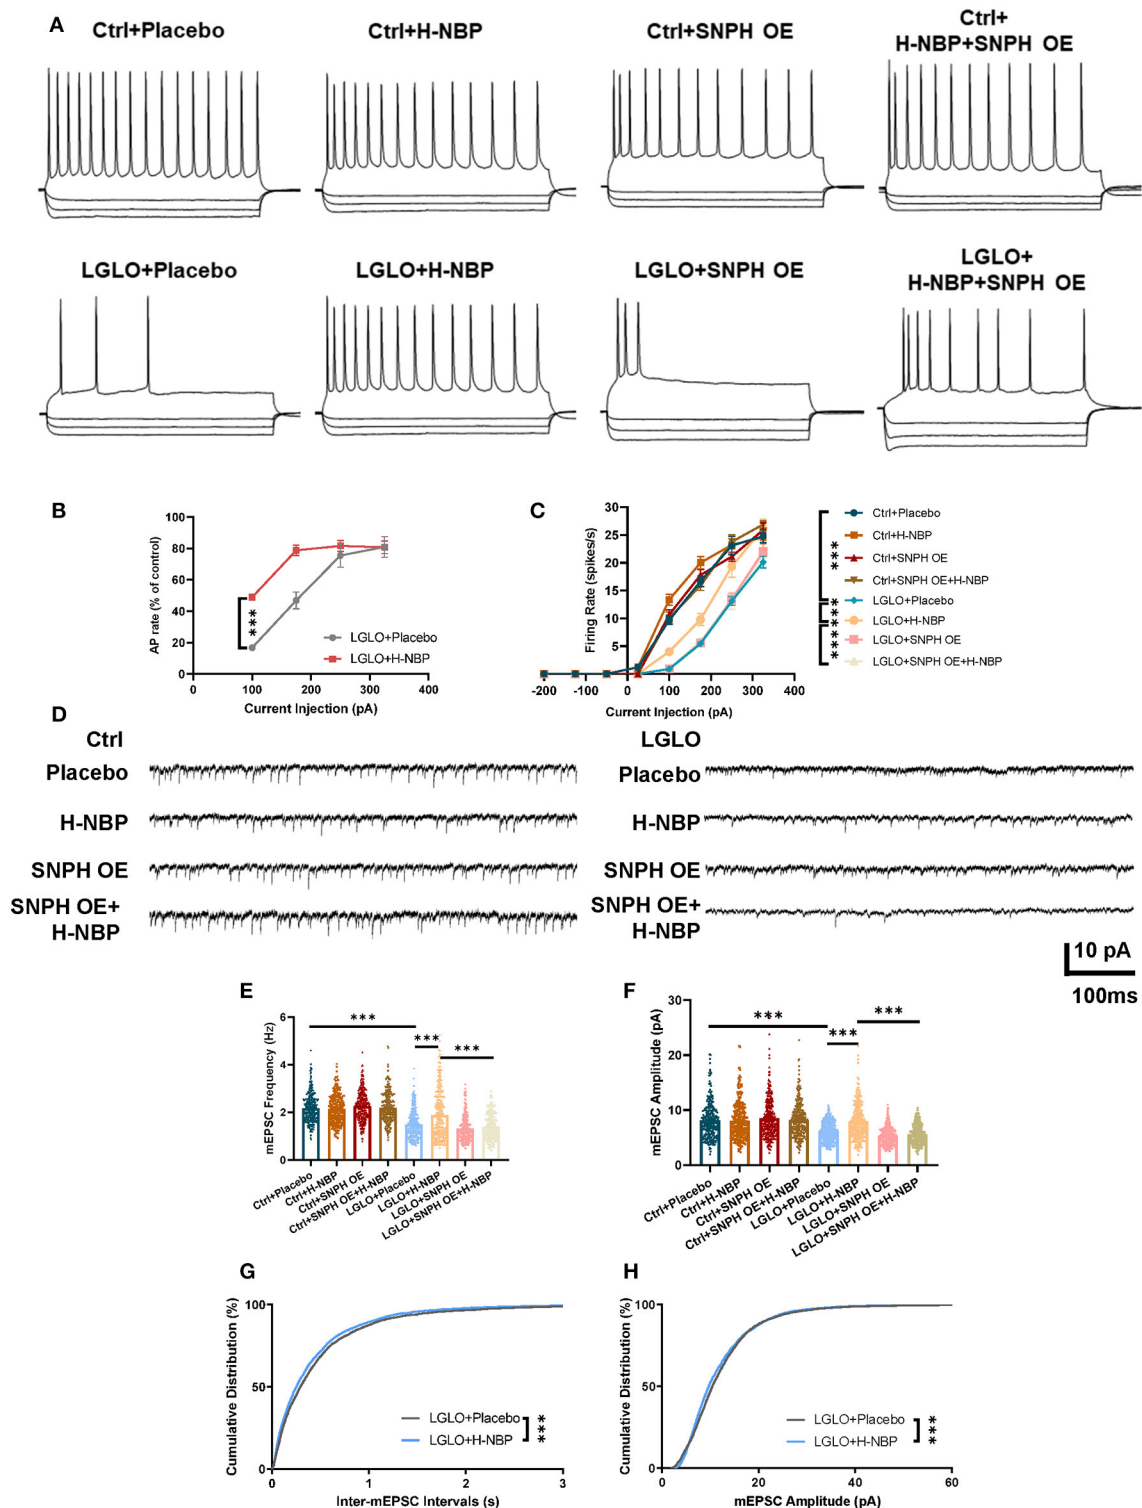 A
Ctrl+Placebo
Ctrl+H-NBP
Ctrl+SNPH OE
Ctrl+
H-NBP+SNPH OE
LGLO+Placebo
LGLO+H-NBP
LGLO+SNPH OE
LGLO+
H-NBP+SNPH OE
B
AP rate (% of control)
100
80
60
40
20
0
0
100
200
300
400
Current Injection (pA)
***
LGLO+Placebo
LGLO+H-NBP
C
Firing Rate (spikes/s)
30
25
20
15
10
5
-200
-100
0
100
200
300
400
Current Injection (pA)
Ctrl+Placebo
Ctrl+H-NBP
Ctrl+SNPH OE
Ctrl+SNPH OE+H-NBP
LGLO+Placebo
LGLO+H-NBP
LGLO+SNPH OE
LGLO+SNPH OE+H-NBP
***
***
***
D
Ctrl
Placebo
H-NBP
SNPH OE
SNPH OE+
H-NBP
LGLO
Placebo
H-NBP
SNPH OE
SNPH OE+
H-NBP
10 pA
100ms
E
mEPSC Frequency (Hz)
6
4
2
0
***
***
***
Ctrl+Placebo
Ctrl+H-NBP
Ctrl+SNPH OE
Ctrl+SNPH OE+H-NBP
LGLO+Placebo
LGLO+H-NBP
LGLO+SNPH OE
LGLO+SNPH OE+H-NBP
F
mEPSC Amplitude (pA)
30
20
10
0
***
***
***
Ctrl+Placebo
Ctrl+H-NBP
Ctrl+SNPH OE
Ctrl+SNPH OE+H-NBP
LGLO+Placebo
LGLO+H-NBP
LGLO+SNPH OE
LGLO+SNPH OE+H-NBP
G
Cumulative Distribution (%)
100
50
0
0
1
2
3
Inter-mEPSC Intervals (s)
LGLO+Placebo
LGLO+H-NBP
***
H
Cumulative Distribution (%)
100
50
0
0
20
40
60
mEPSC Amplitude (pA)
LGLO+Placebo
LGLO+H-NBP
***